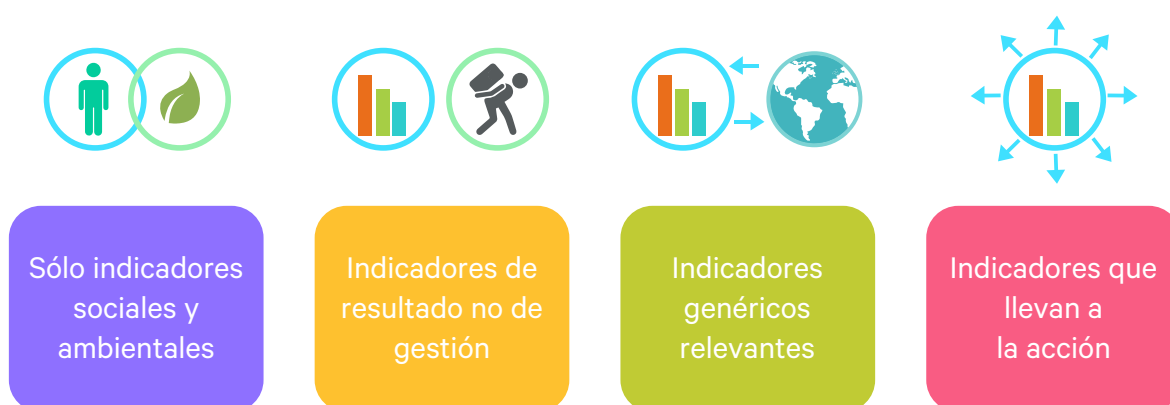 Sólo indicadores
sociales y
ambientales
Indicadores de
resultado no de
gestión
Indicadores
genéricos
relevantes
Indicadores que
llevan a
la acción